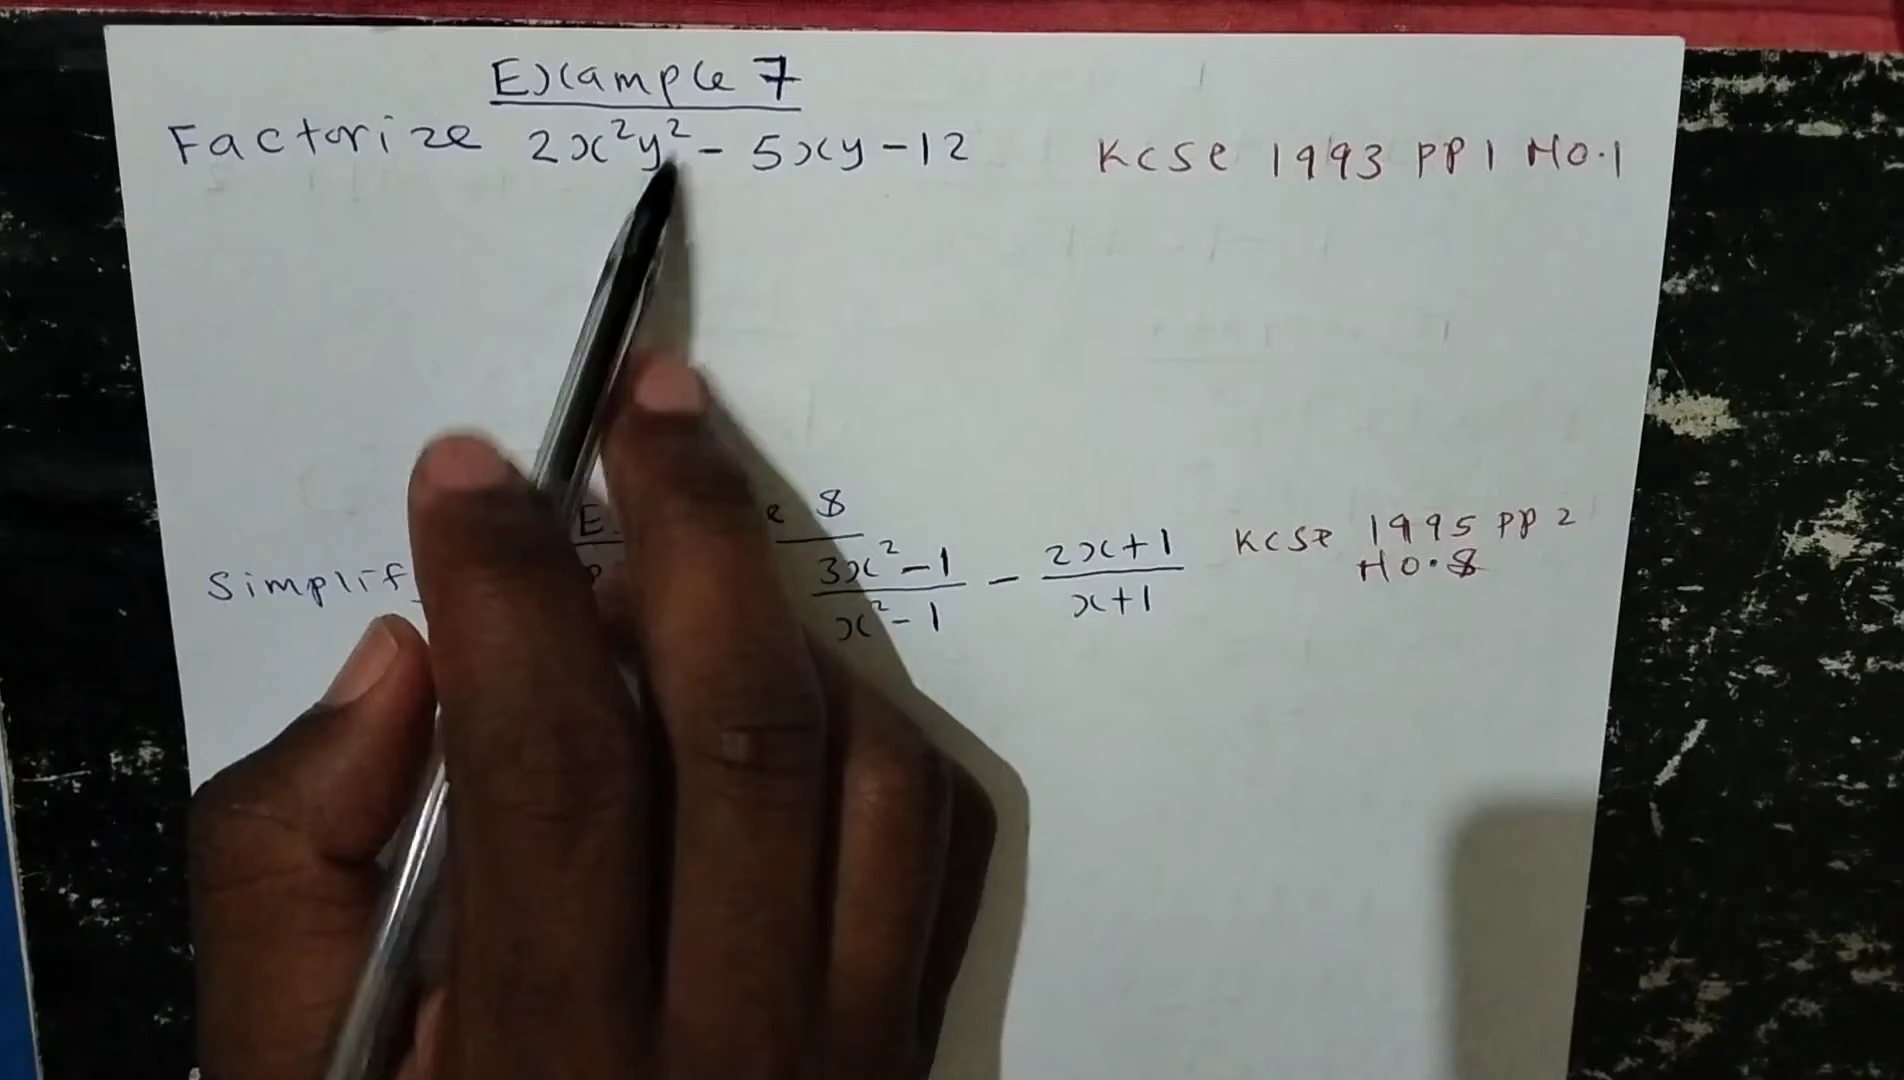 Example 7
Factorize 2x²y² - 5xy - 12 KCSE 1993 PP1 NO.1
8
Simplif 3x²-1/x²-1 - 2x+1/x+1 KCSE 1995 PP2
NO.8